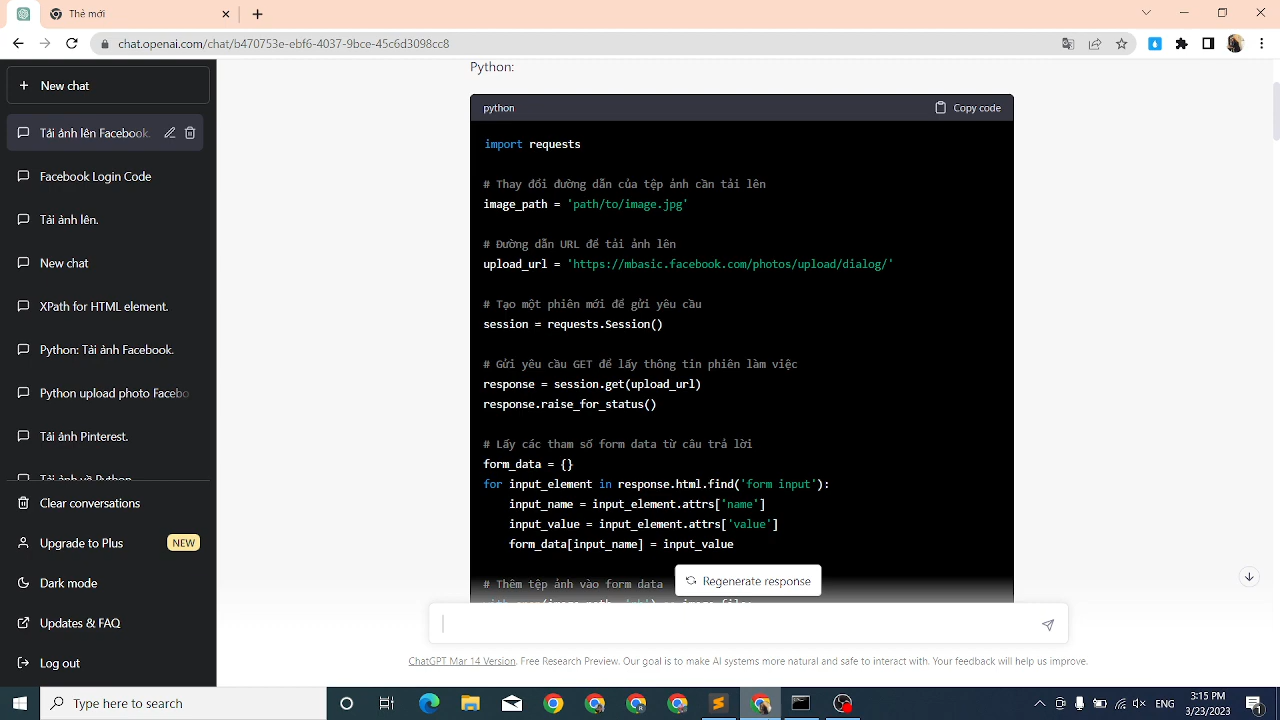 Thẻ mới
chat.openai.com/chat/b470753e-ebf6-4037-9bce-45c6d3098cc8
New chat
Tải ảnh lên Facebook.
Facebook Login Code
Tải ảnh lên.
New chat
XPath for HTML element.
Python: Tải ảnh Facebook.
Python upload photo Facebo
Tải ảnh Pinterest.
Clear conversations
Upgrade to Plus
NEW
Dark mode
Updates & FAQ
Log out
Python:
python
Copy code
import requests
# Thay đổi đường dẫn của tệp ảnh cần tải lên
image_path = 'path/to/image.jpg'
# Đường dẫn URL để tải ảnh lên
upload_url = 'https://mbasic.facebook.com/photos/upload/dialog/'
# Tạo một phiên mới để gửi yêu cầu
session = requests.Session()
# Gửi yêu cầu GET để lấy thông tin phiên làm việc
response = session.get(upload_url)
response.raise_for_status()
# Lấy các tham số form data từ câu trả lời
form_data = {}
for input_element in response.html.find('form input'):
input_name = input_element.attrs['name']
input_value = input_element.attrs['value']
form_data[input_name] = input_value
# Thêm tệp ảnh vào form data
Regenerate response
ChatGPT Mar 14 Version. Free Research Preview. Our goal is to make AI systems more natural and safe to interact with. Your feedback will help us improve.
Type here to search
ENG
3:15 PM
3/23/2023